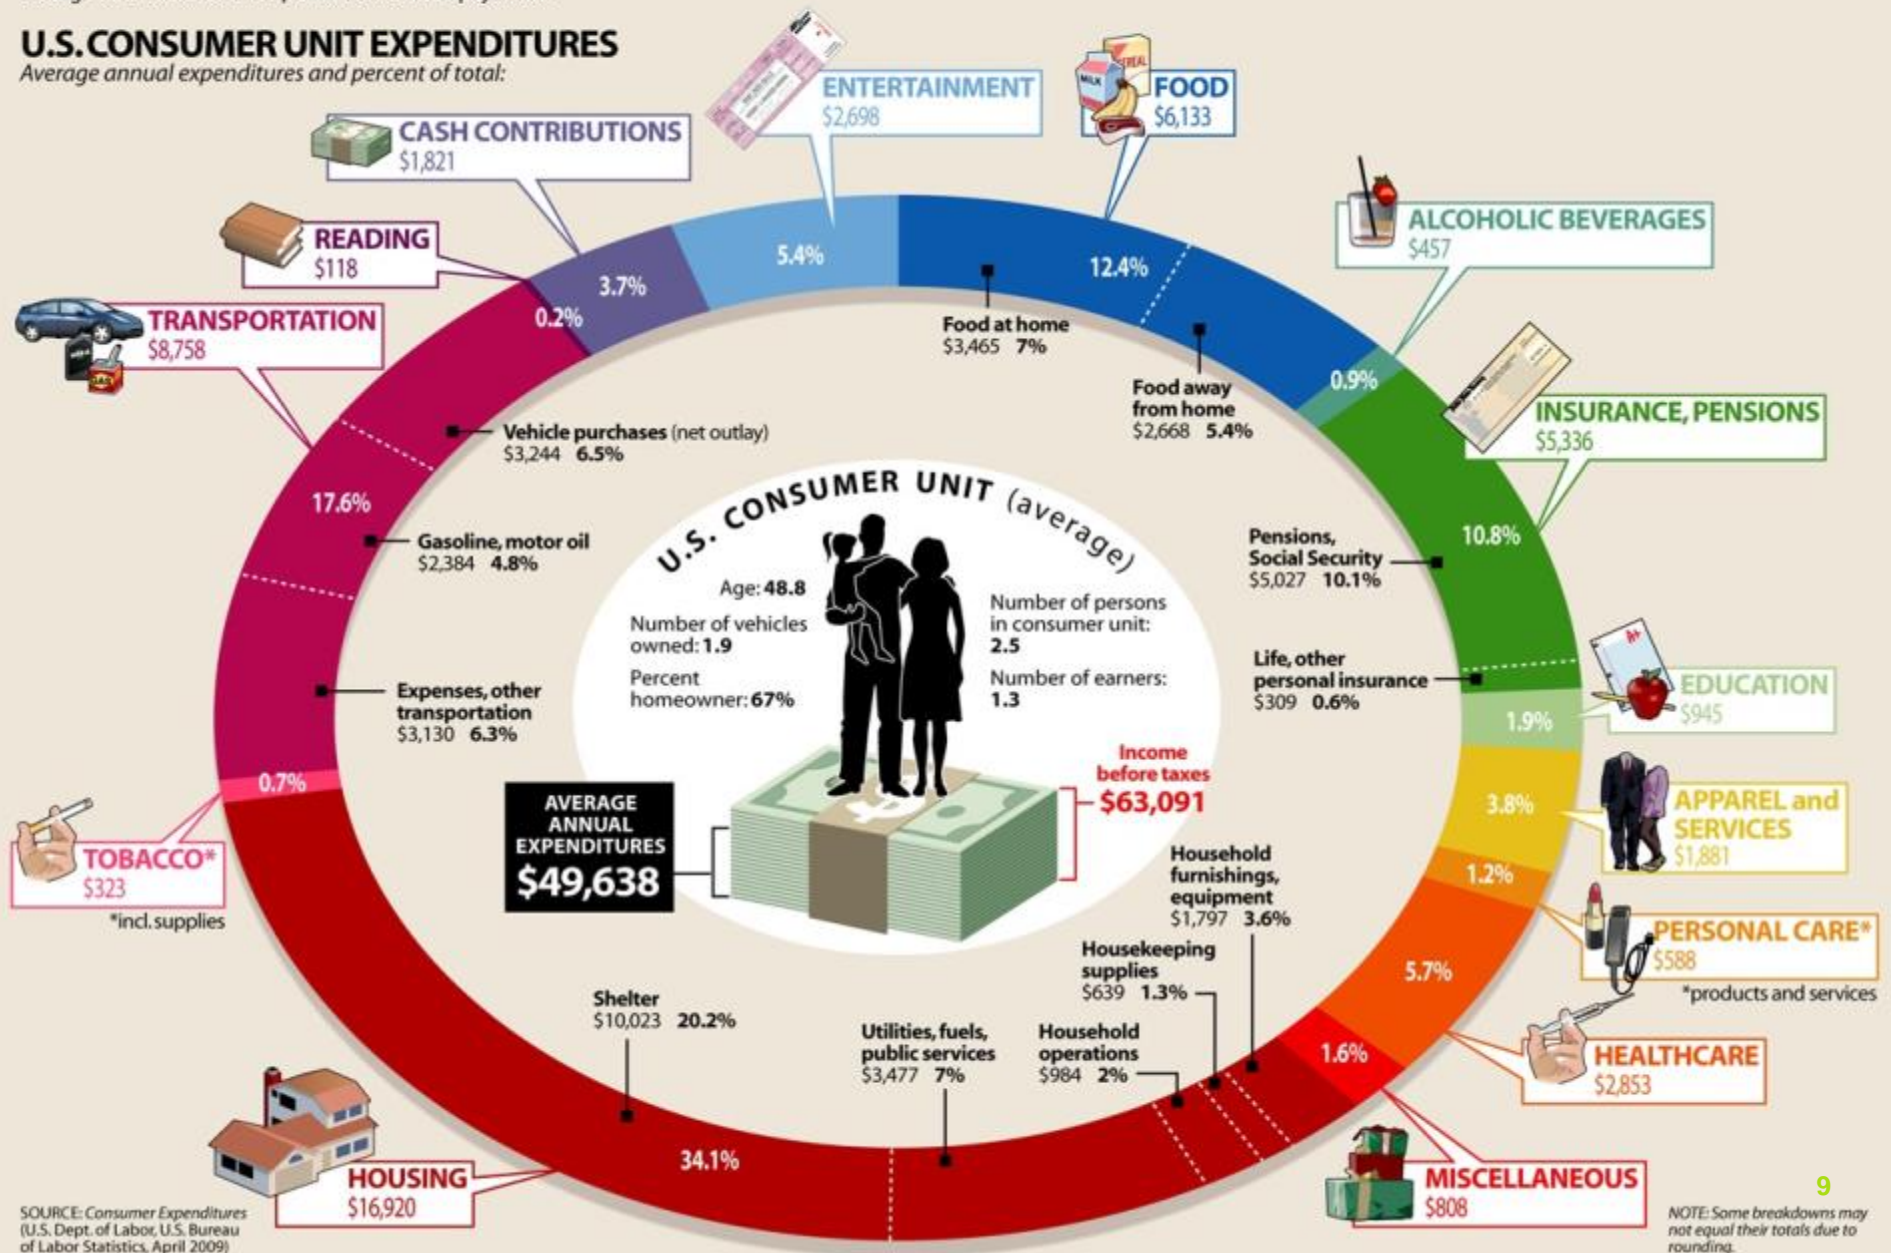 U.S. CONSUMER UNIT EXPENDITURES
Average annual expenditures and percent of total:
ENTERTAINMENT
$2,698
MILK
CEREAL
FOOD
$6,133
CASH CONTRIBUTIONS
$1,821
ALCOHOLIC BEVERAGES
$457
READING
$118
TRANSPORTATION
$8,758
GAS
5.4%
12.4%
3.7%
0.2%
Food at home
$3,465 7%
0.9%
Food away
from home
$2,668 5.4%
INSURANCE, PENSIONS
$5,336
Vehicle purchases (net outlay)
$3,244 6.5%
17.6%
Gasoline, motor oil
$2,384 4.8%
U.S. CONSUMER UNIT (average)
Age: 48.8
Number of vehicles
owned: 1.9
Percent
homeowner: 67%
Number of persons
in consumer unit:
2.5
Number of earners:
1.3
Pensions,
Social Security
$5,027 10.1%
10.8%
Life, other
personal insurance
$309 0.6%
A+
EDUCATION
$945
1.9%
Expenses, other
transportation
$3,130 6.3%
0.7%
Income
before taxes
$63,091
AVERAGE
ANNUAL
EXPENDITURES
$49,638
3.8%
APPAREL and
SERVICES
$1,881
TOBACCO*
$323
*incl. supplies
1.2%
PERSONAL CARE*
$588
*products and services
Household
furnishings,
equipment
$1,797 3.6%
Housekeeping
supplies
$639 1.3%
5.7%
Shelter
$10,023 20.2%
Utilities, fuels,
public services
$3,477 7%
Household
operations
$984 2%
1.6%
HEALTHCARE
$2,853
34.1%
HOUSING
$16,920
MISCELLANEOUS
$808
9
SOURCE: Consumer Expenditures
(U.S. Dept. of Labor, U.S. Bureau
of Labor Statistics, April 2009)
NOTE: Some breakdowns may
not equal their totals due to
rounding.